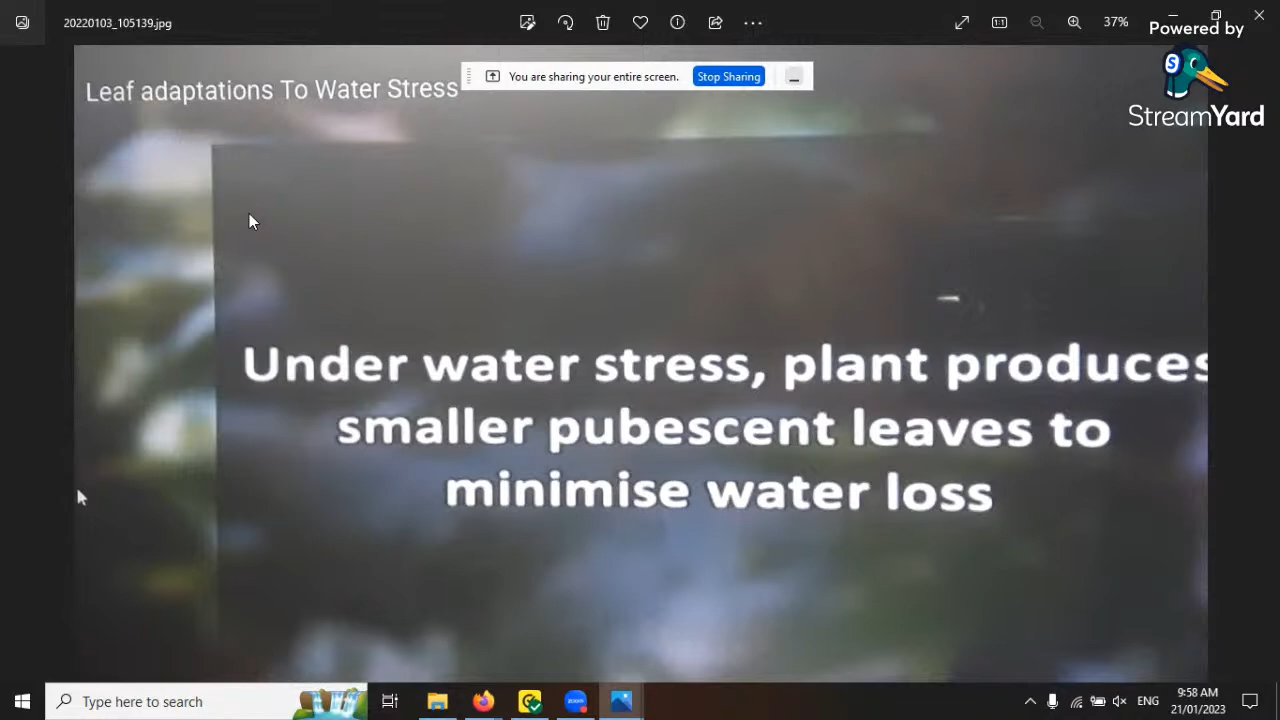 20220103_105139.jpg
37%
Powered by
StreamYard
You are sharing your entire screen.
Stop Sharing
Leaf adaptations To Water Stress
Under water stress, plant produces
smaller pubescent leaves to
minimise water loss
Type here to search
zoom
ENG
9:58 AM
21/01/2023